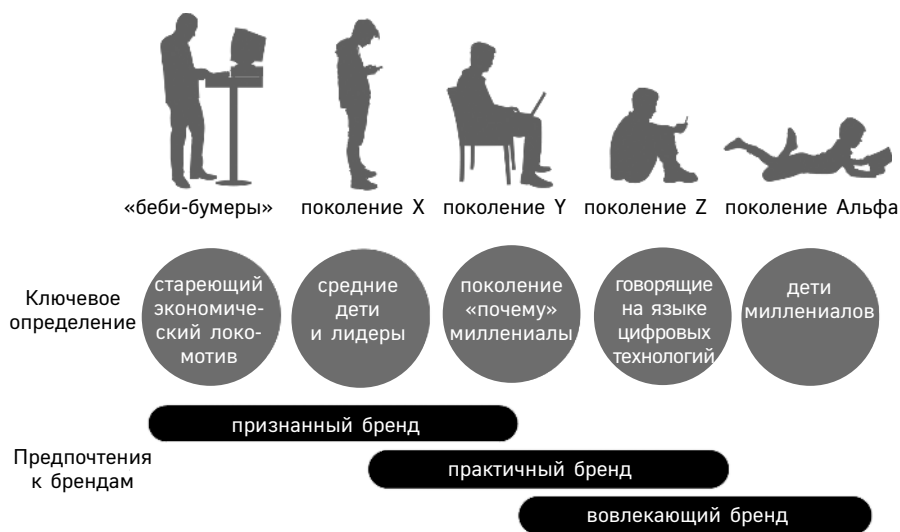 «беби-бумеры» поколение X поколение Y поколение Z поколение Альфа
Ключевое
определение
стареющий
экономиче-
ский локо-
мотив
средние
дети
и лидеры
поколение
«почему»
миллениалы
говорящие
на языке
цифровых
технологий
дети
миллениалов
Предпочтения
к брендам
признанный бренд
практичный бренд
вовлекающий бренд